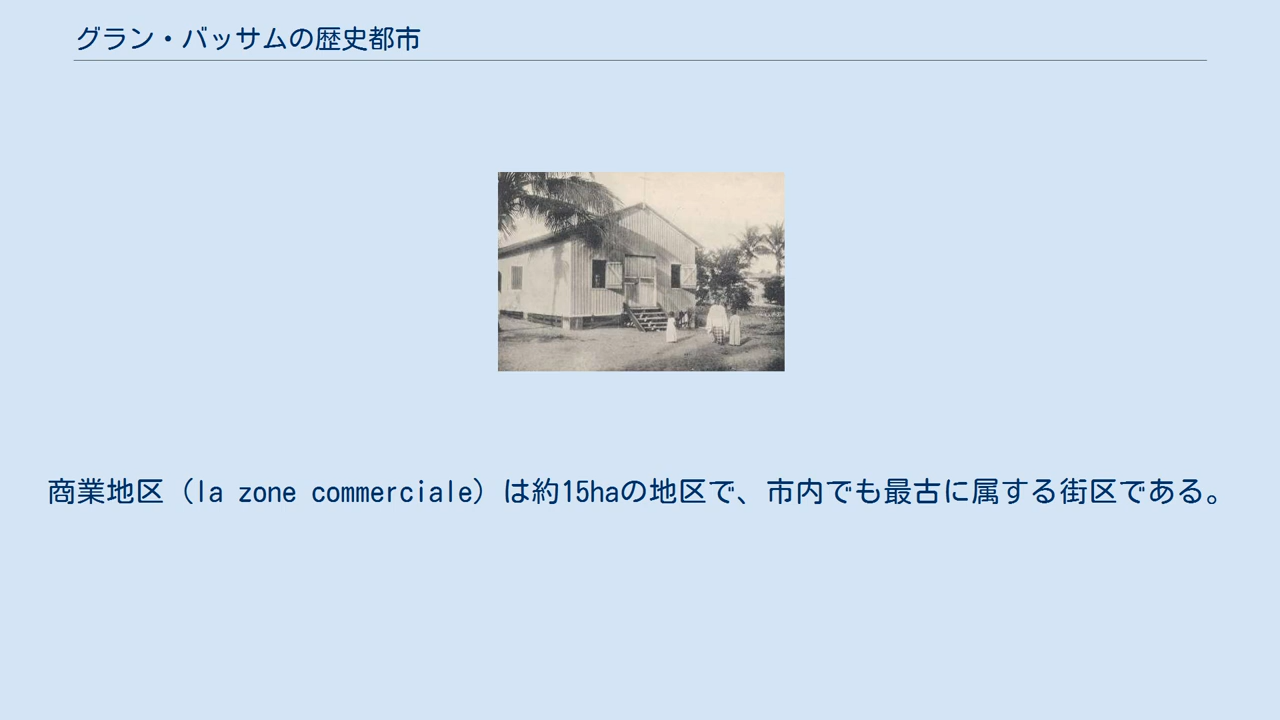 グラン・バッサムの歴史都市
商業地区（la zone commerciale）は約15haの地区で、市内でも最古に属する街区である。